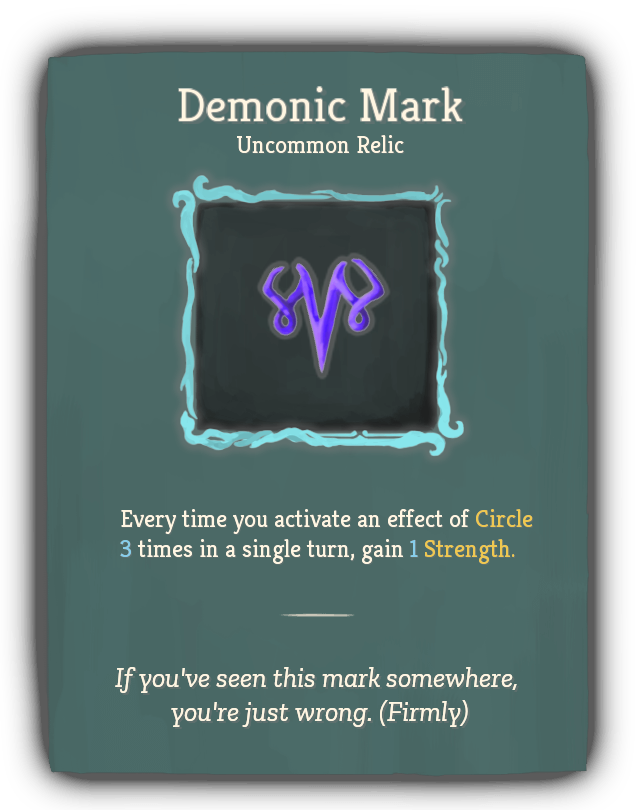 Demonic Mark
Uncommon Relic
Every time you activate an effect of Circle
3 times in a single turn, gain 1 Strength.
If you've seen this mark somewhere,
you're just wrong. (Firmly)